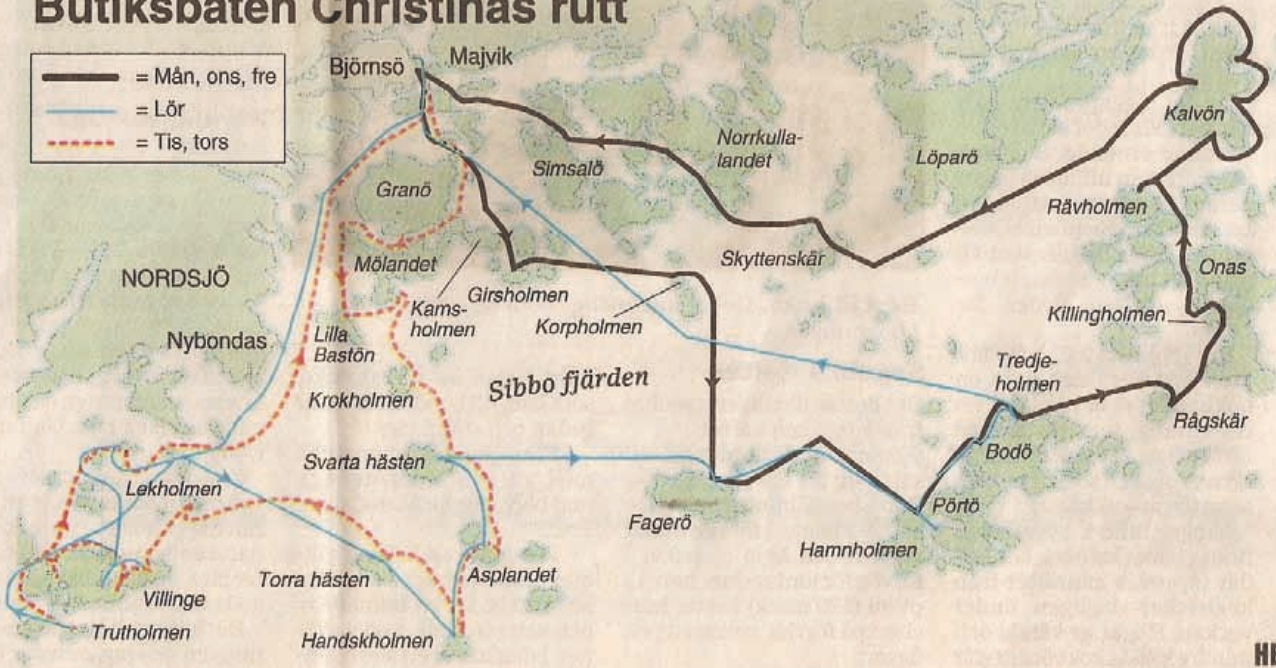 Butiksbåten Christinas rutt
= Mån, ons, fre
= Lör
= Tis, tors
Björnsö
Majvik
Kalvön
Norrkulla-
landet
Simsalö
Löparö
Granö
Rävholmen
Skyttenskär
Mölandet
Onas
NORDSJÖ
Girsholmen
Kams-
holmen
Korpholmen
Killingholmen
Nybondas
Lilla
Bastön
Sibbo fjärden
Tredje-
holmen
Krokholmen
Rågskär
Bodö
Svarta hästen
Lekholmen
Pörtö
Fagerö
Hamnholmen
Torra hästen
Asplandet
Villinge
Trutholmen
Handskholmen